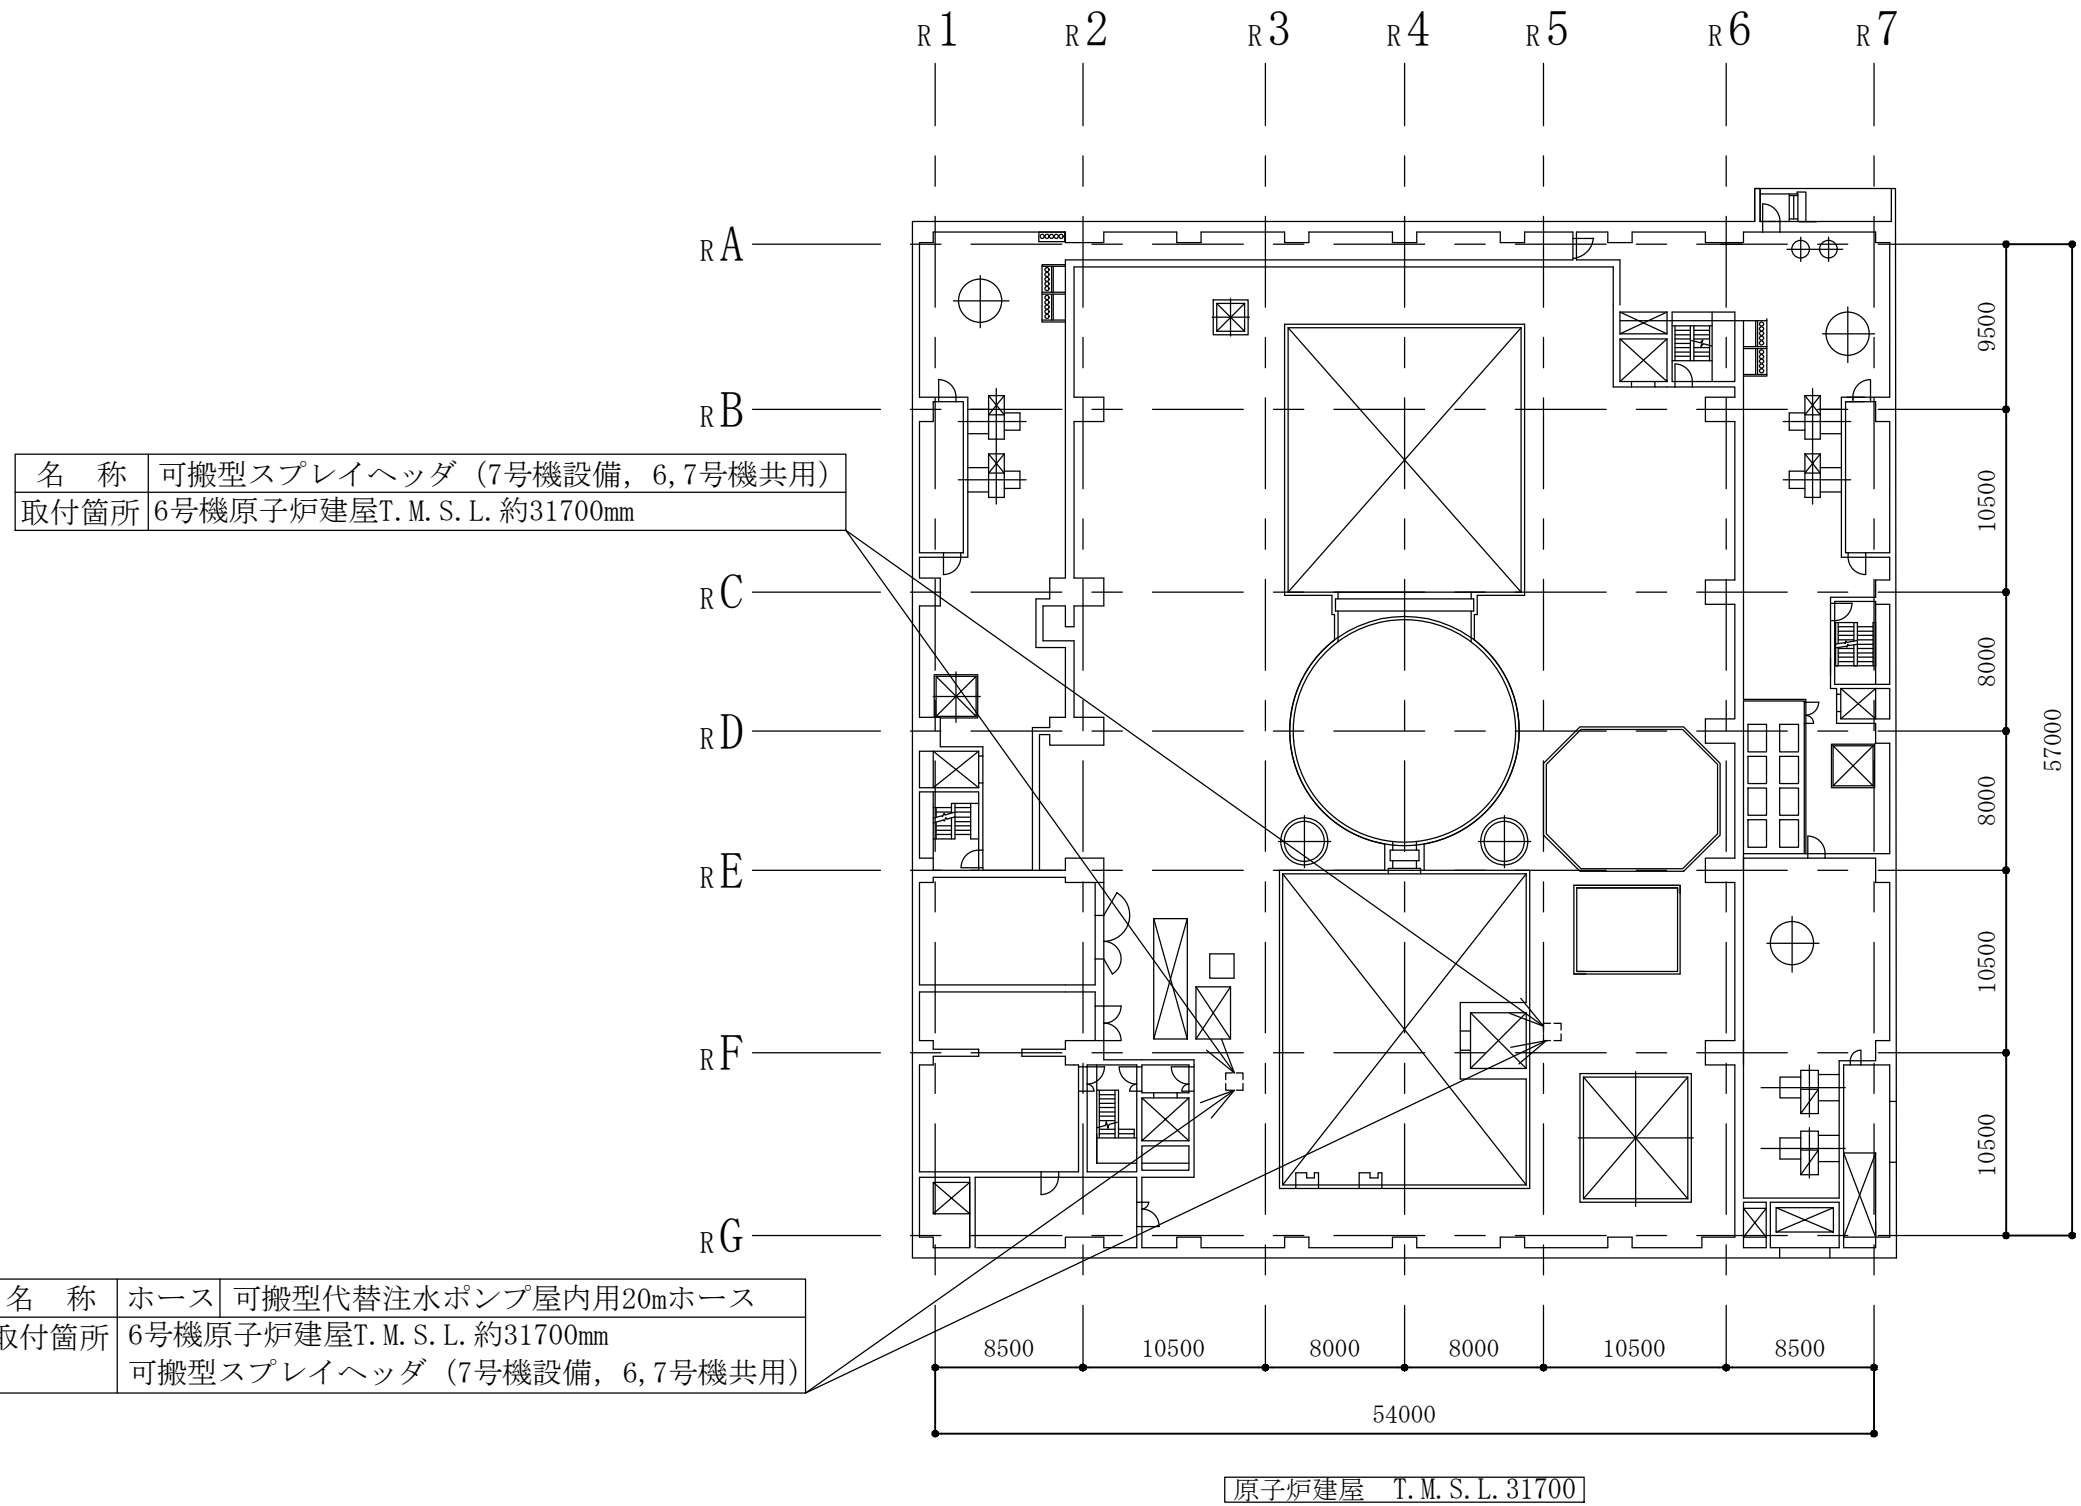 R1 R2 R3 R4 R5 R6 R7
RA
RB
RC
RD
RE
RF
RG
名 称 可搬型スプレイヘッダ（7号機設備，6,7号機共用）
取付箇所 6号機原子炉建屋T.M.S.L.約31700mm
9500
10500
8000
8000
10500
10500
57000
名 称 ホース 可搬型代替注水ポンプ屋内用20mホース
取付箇所 6号機原子炉建屋T.M.S.L.約31700mm
可搬型スプレイヘッダ（7号機設備，6,7号機共用）
8500 10500 8000 8000 10500 8500
54000
原子炉建屋 T.M.S.L.31700